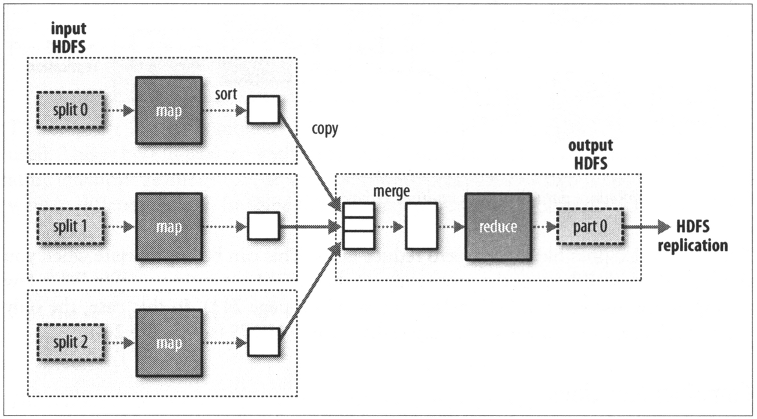 input
HDFS
split 0
map
sort
copy
split 1
map
split 2
map
merge
reduce
output
HDFS
part 0
HDFS
replication